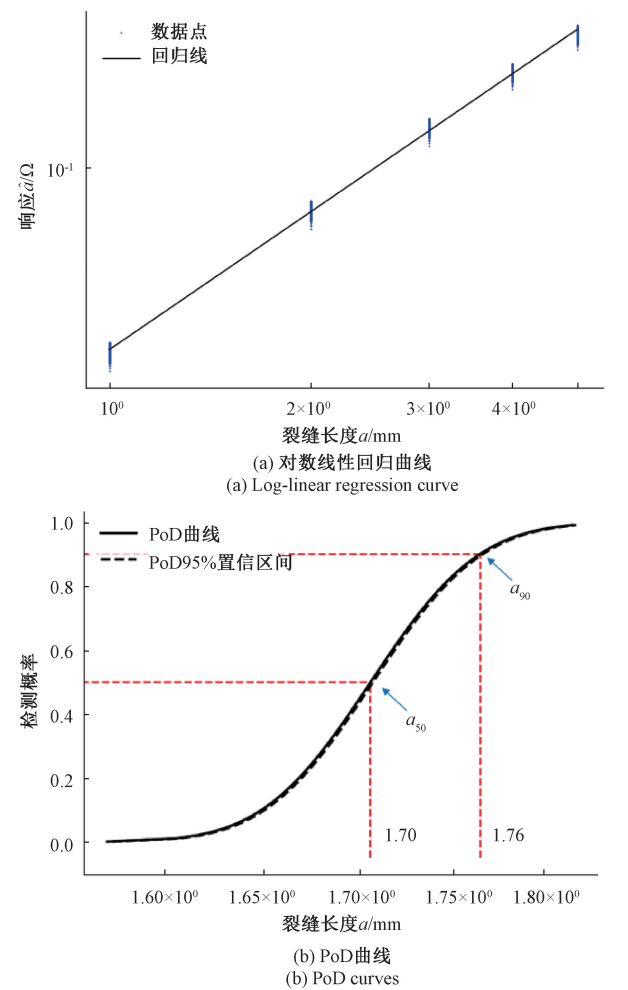 数据点
回归线
响应â/Ω
10⁻¹
10⁰ 2×10⁰ 3×10⁰ 4×10⁰
裂缝长度a/mm
(a) 对数线性回归曲线
(a) Log-linear regression curve
PoD曲线
PoD95%置信区间
检测概率
1.0
0.8
0.6
0.4
0.2
0.0
a₉₀
a₅₀
1.70
1.76
1.60×10⁰ 1.65×10⁰ 1.70×10⁰ 1.75×10⁰ 1.80×10⁰
裂缝长度a/mm
(b) PoD曲线
(b) PoD curves